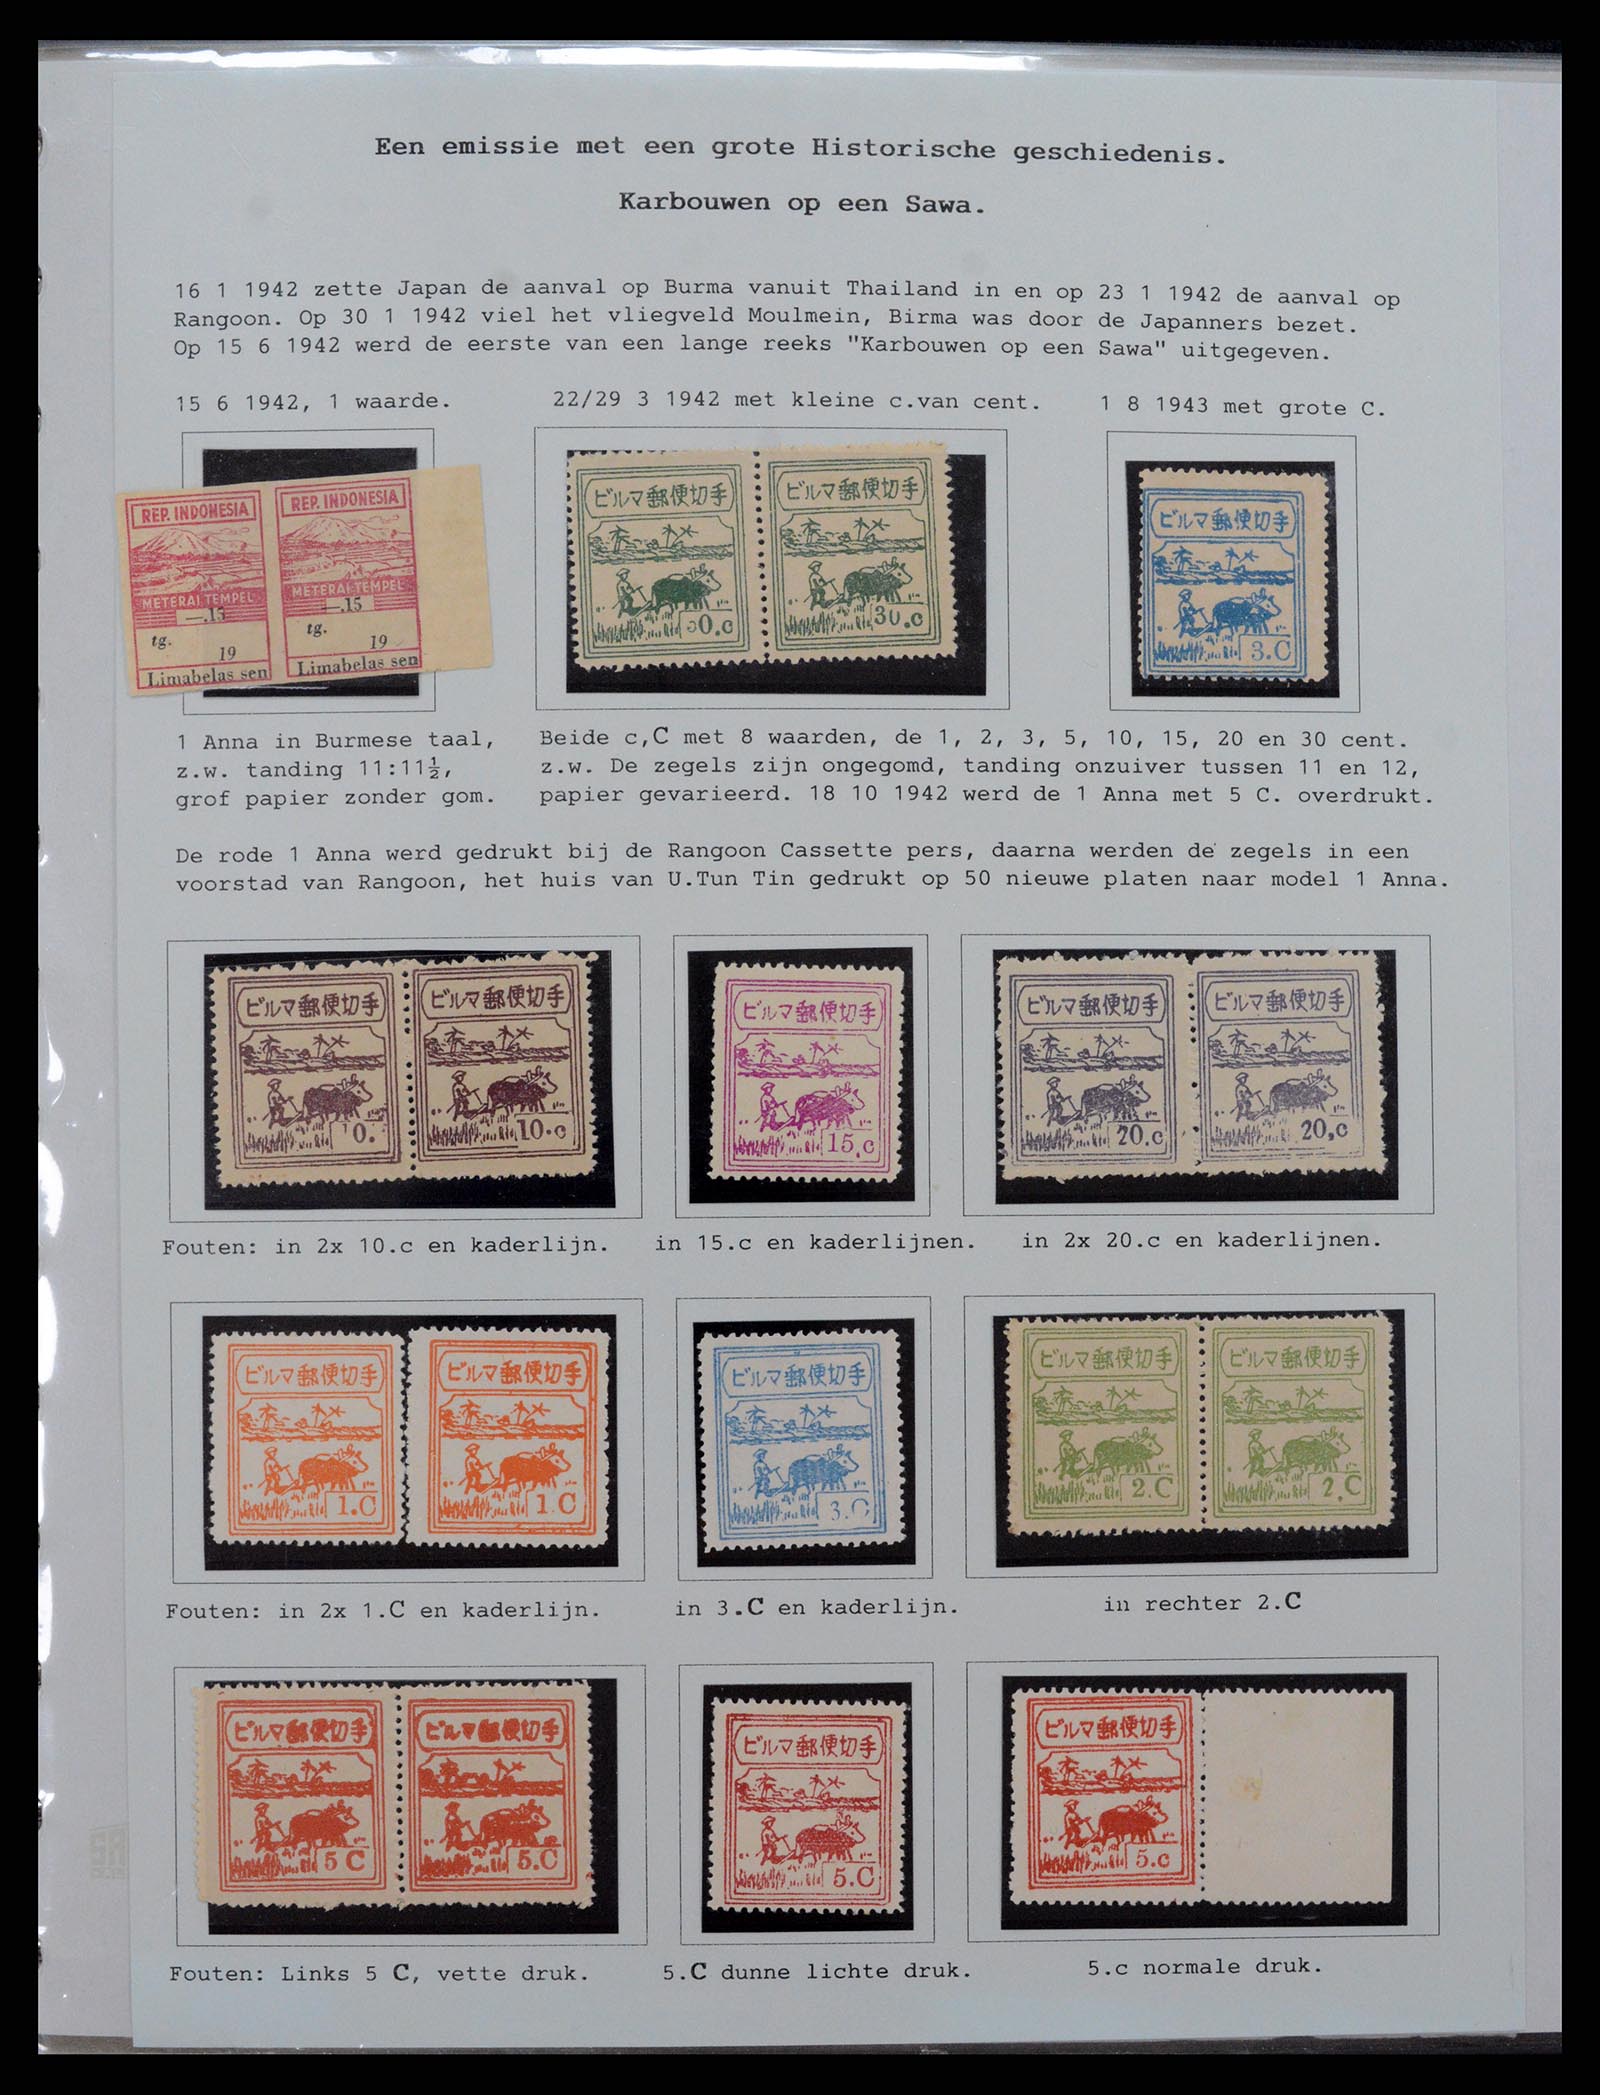 Een emissie met een grote Historische geschiedenis.
Karbouwen op een Sawa.
16 1 1942 zette Japan de aanval op Burma vanuit Thailand in en op 23 1 1942 de aanval op
Rangoon. Op 30 1 1942 viel het vliegveld Moulmein, Birma was door de Japanners bezet.
Op 15 6 1942 werd de eerste van een lange reeks "Karbouwen op een Sawa" uitgegeven.
15 6 1942, 1 waarde.
22/29 3 1942 met kleine c.van cent.
1 8 1943 met grote C.
REP. INDONESIA
METERAI TEMPEL
—.15
tg.
19
Limabelas sen
REP. INDONESIA
METERAI TEMPEL
—.15
tg.
19
Limabelas sen
ビルマ郵便切手
30.c
ビルマ郵便切手
30.c
ビルマ郵便切手
3.C
1 Anna in Burmese taal,
z.w. tanding 11:11½,
grof papier zonder gom.
Beide c,C met 8 waarden, de 1, 2, 3, 5, 10, 15, 20 en 30 cent.
z.w. De zegels zijn ongegomd, tanding onzuiver tussen 11 en 12,
papier gevarieerd. 18 10 1942 werd de 1 Anna met 5 C. overdrukt.
De rode 1 Anna werd gedrukt bij de Rangoon Cassette pers, daarna werden de zegels in een
voorstad van Rangoon, het huis van U.Tun Tin gedrukt op 50 nieuwe platen naar model 1 Anna.
ビルマ郵便切手
10.
ビルマ郵便切手
10.c
ビルマ郵便切手
15.c
ビルマ郵便切手
20.c
ビルマ郵便切手
20.c
Fouten: in 2x 10.c en kaderlijn.
in 15.c en kaderlijnen.
in 2x 20.c en kaderlijnen.
ビルマ郵便切手
1.C
ビルマ郵便切手
1.C
ビルマ郵便切手
3.C
ビルマ郵便切手
2.C
ビルマ郵便切手
2.C
Fouten: in 2x 1.C en kaderlijn.
in 3.C en kaderlijn.
in rechter 2.C
ビルマ郵便切手
5 C
ビルマ郵便切手
5.C
ビルマ郵便切手
5.C
ビルマ郵便切手
5.c
Fouten: Links 5 C, vette druk.
5.C dunne lichte druk.
5.c normale druk.